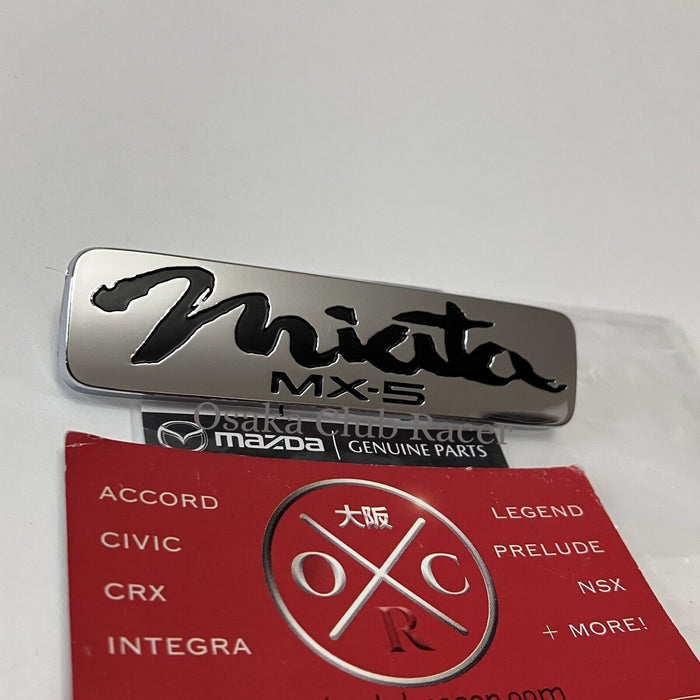 miata
MX-5
Osaka Club Racer
mazda | GENUINE PARTS
ACCORD
CIVIC
CRX
INTEGRA
大阪
O C
R
LEGEND
PRELUDE
NSX
+ MORE!